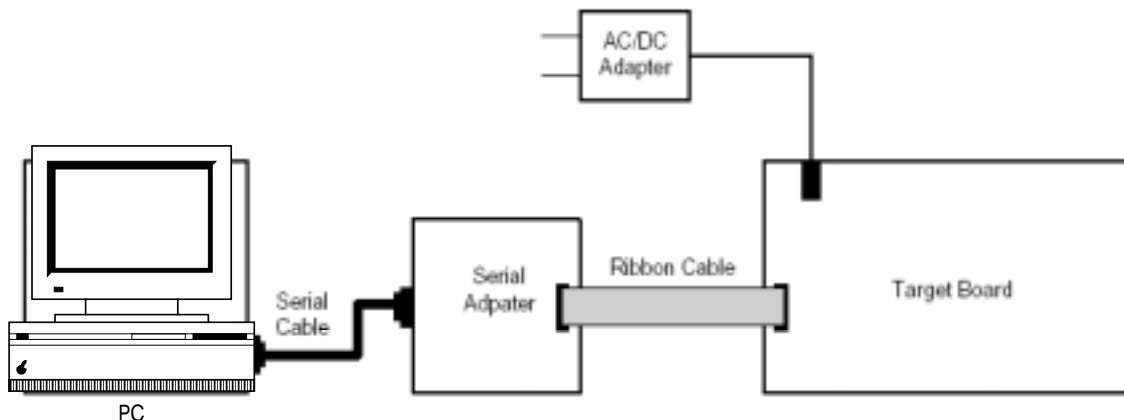 AC/DC
Adapter
Serial
Cable
Serial
Adpater
Ribbon Cable
Target Board
PC